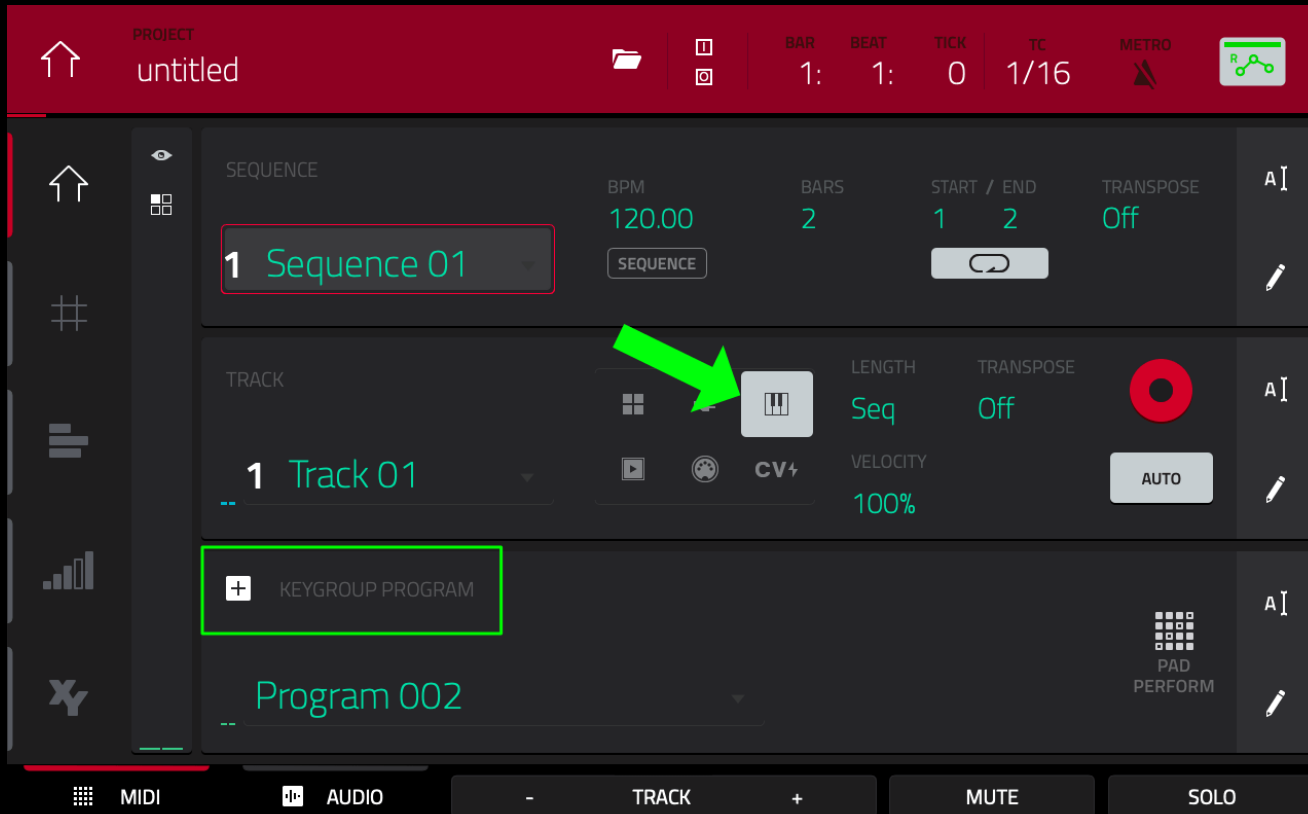 PROJECT
untitled
BAR BEAT TICK TC METRO
1: 1: 0 1/16
R
SEQUENCE
1 Sequence 01
BPM BARS START / END TRANSPOSE
120.00 2 1 2 Off
SEQUENCE
A
TRACK
1 Track 01
LENGTH TRANSPOSE
Seq Off
CV
VELOCITY
100%
AUTO
A
KEYGROUP PROGRAM
Program 002
PAD
PERFORM
A
XY
MIDI AUDIO - TRACK + MUTE SOLO